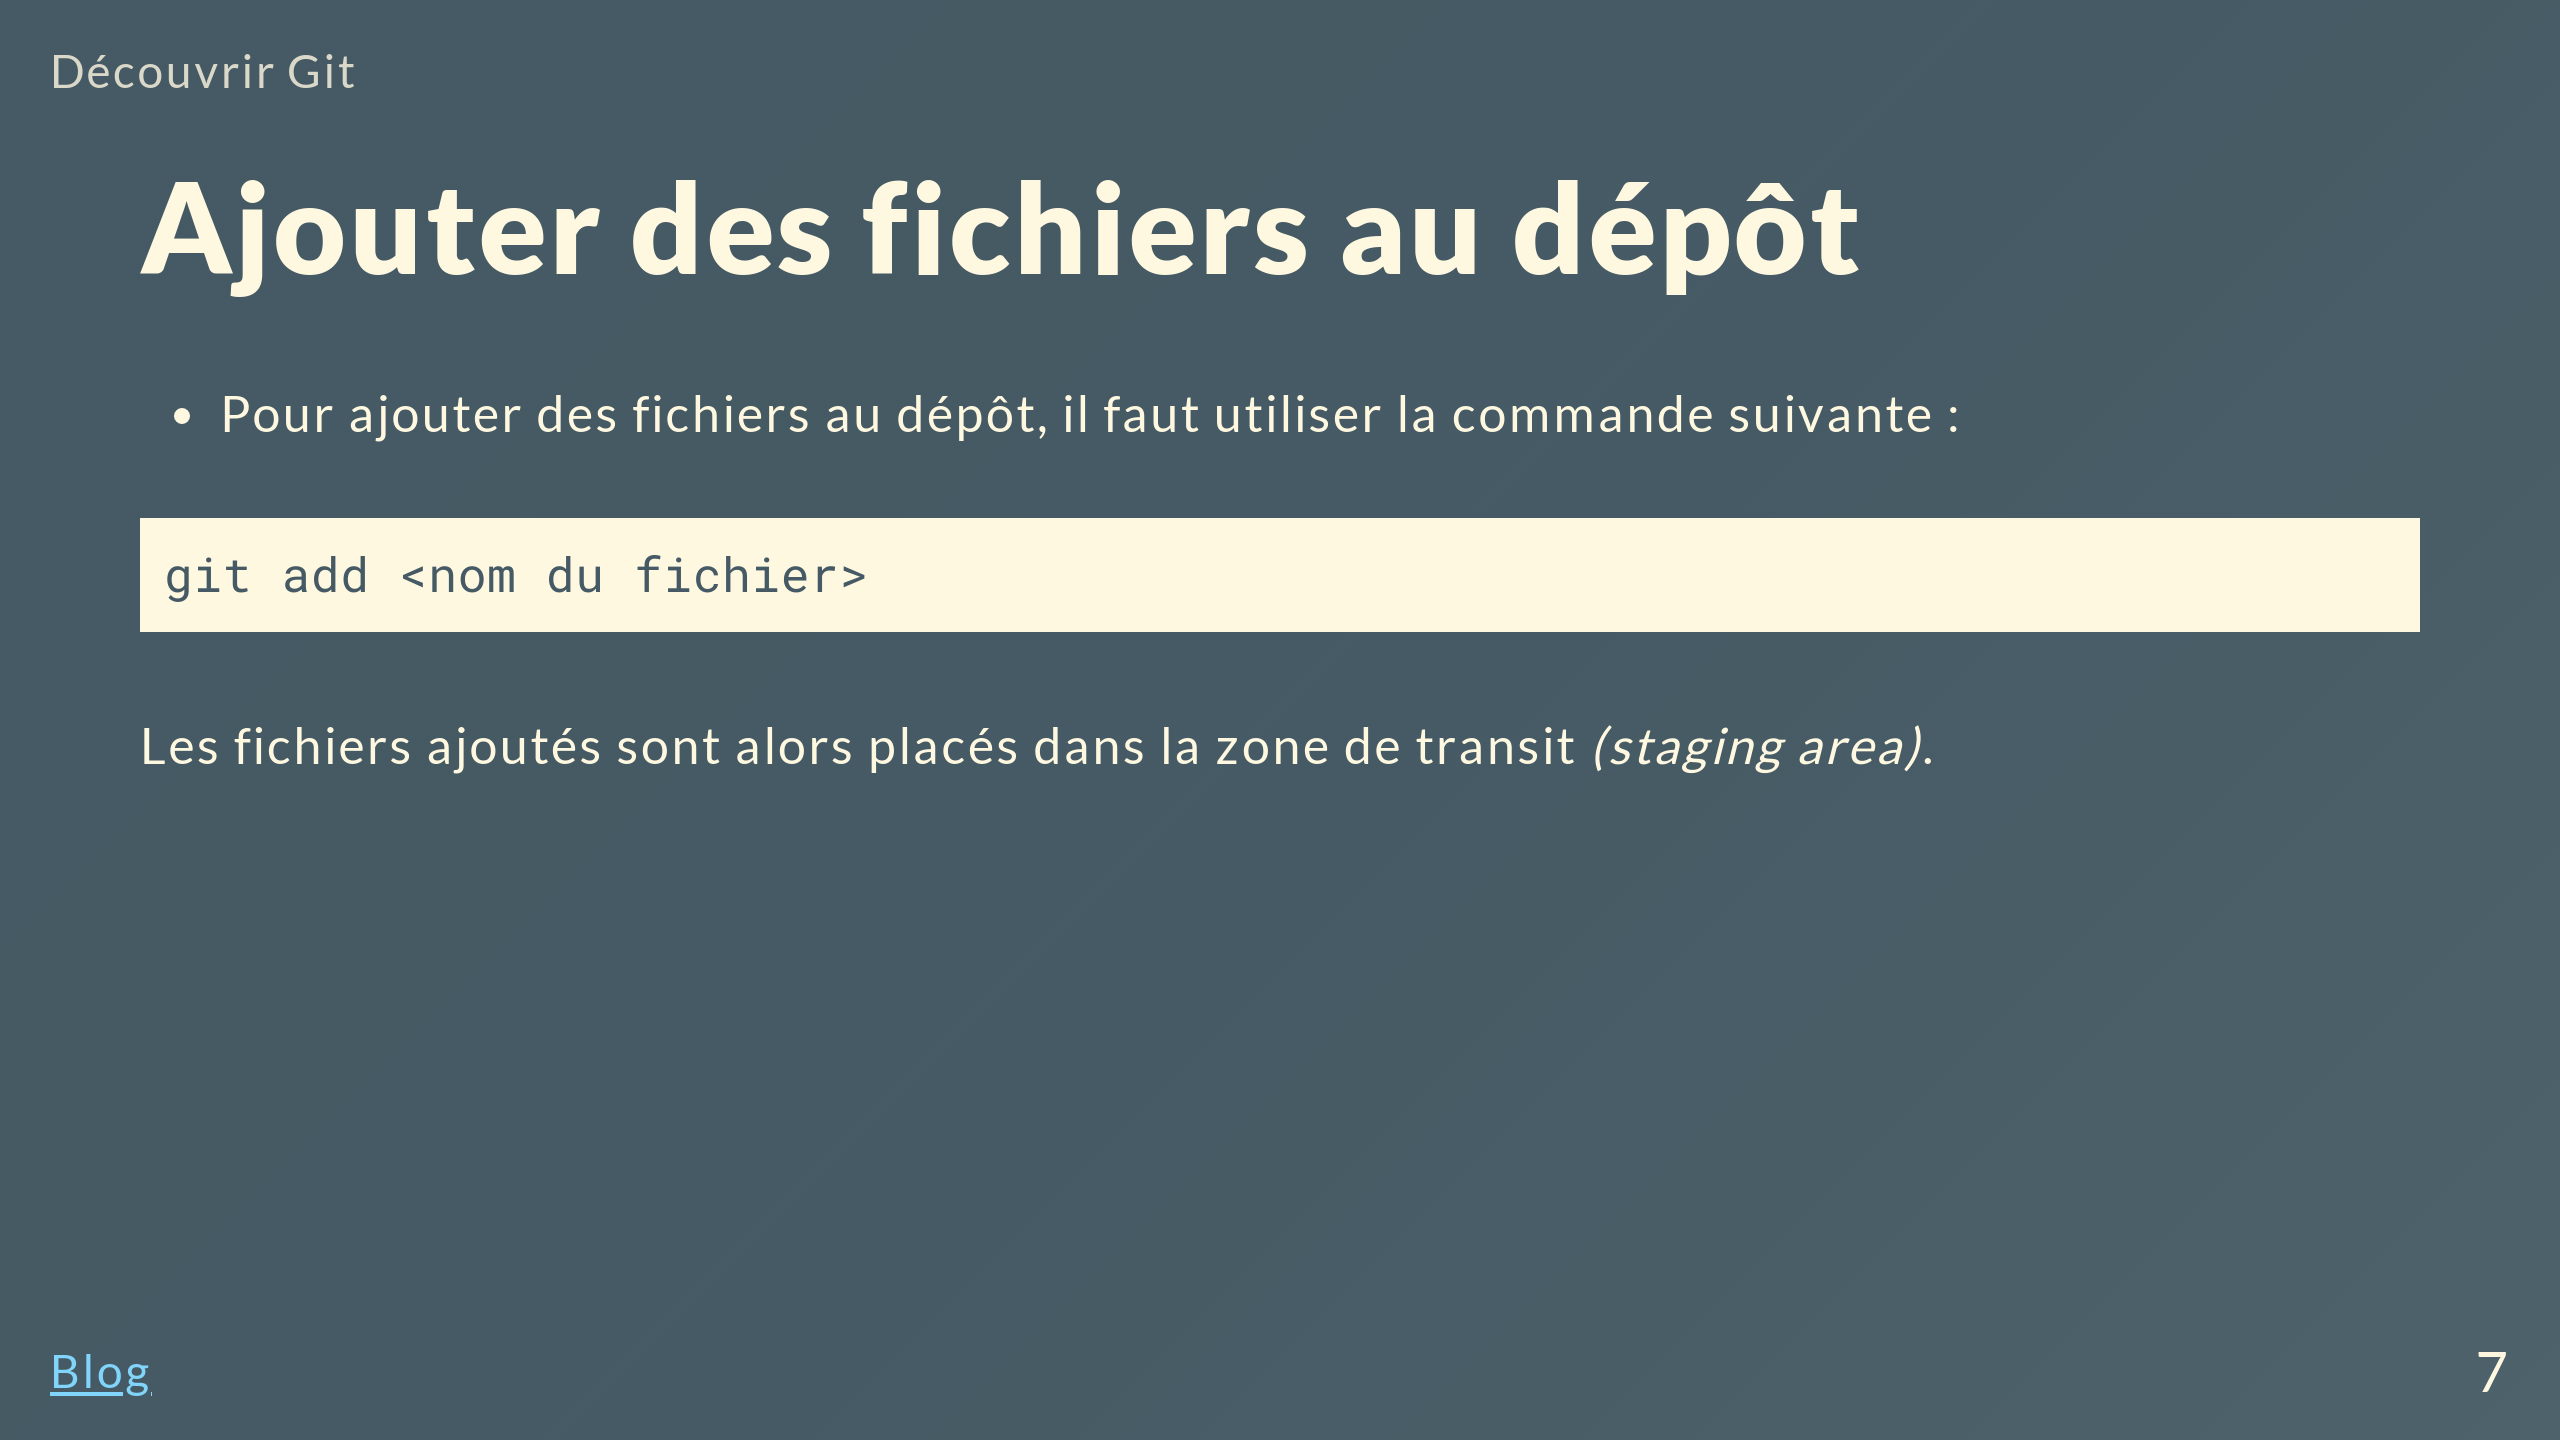 Découvrir Git
Ajouter des fichiers au dépôt
• Pour ajouter des fichiers au dépôt, il faut utiliser la commande suivante :
git add <nom du fichier>
Les fichiers ajoutés sont alors placés dans la zone de transit (staging area).
Blog
7